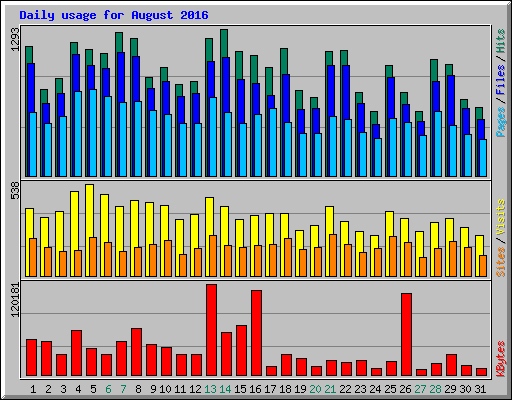 Daily usage for August 2016
1293
Pages / Files / Hits
538
Sites / Visits
120181
KBytes
1 2 3 4 5 6 7 8 9 10 11 12 13 14 15 16 17 18 19 20 21 22 23 24 25 26 27 28 29 30 31